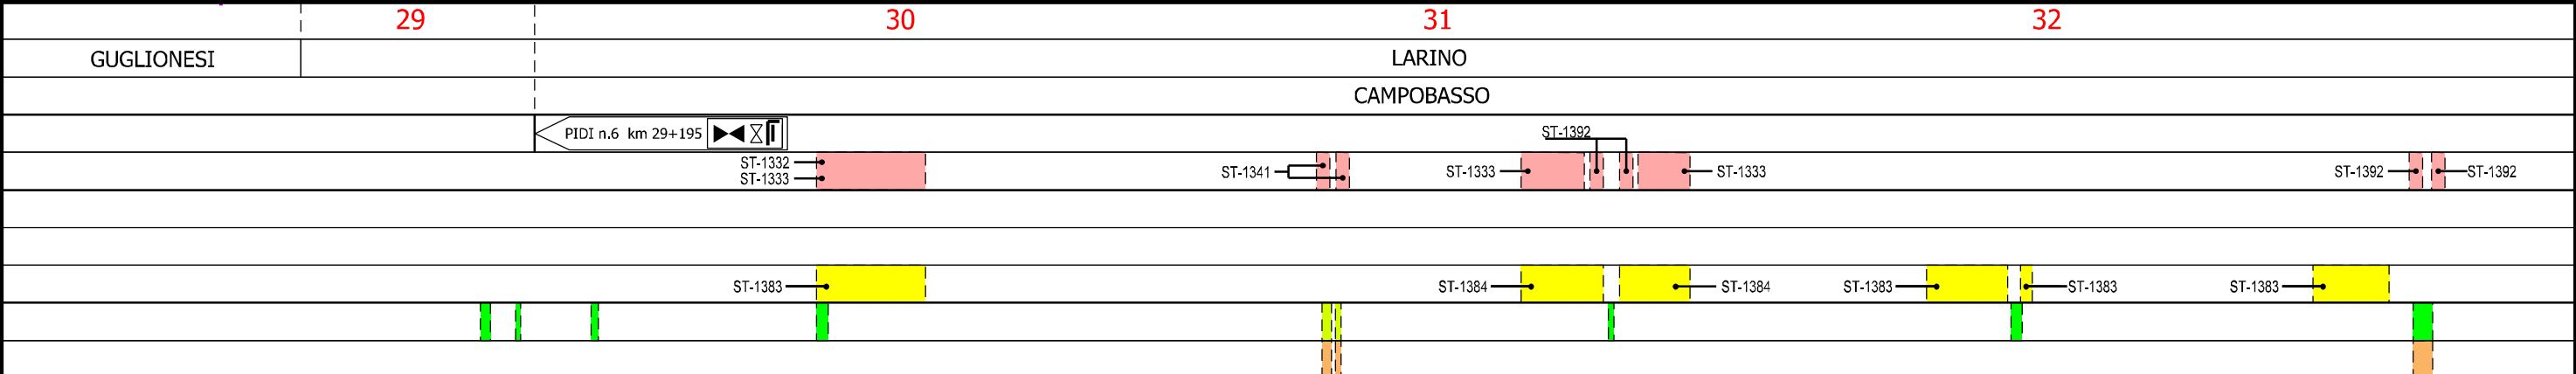 29 30 31 32
GUGLIONESI LARINO
CAMPOBASSO
PIDI n.6 km 29+195 ST-1392
ST-1332
ST-1333 ST-1341 ST-1333 ST-1333 ST-1392 ST-1392
ST-1383 ST-1384 ST-1384 ST-1383 ST-1383 ST-1383